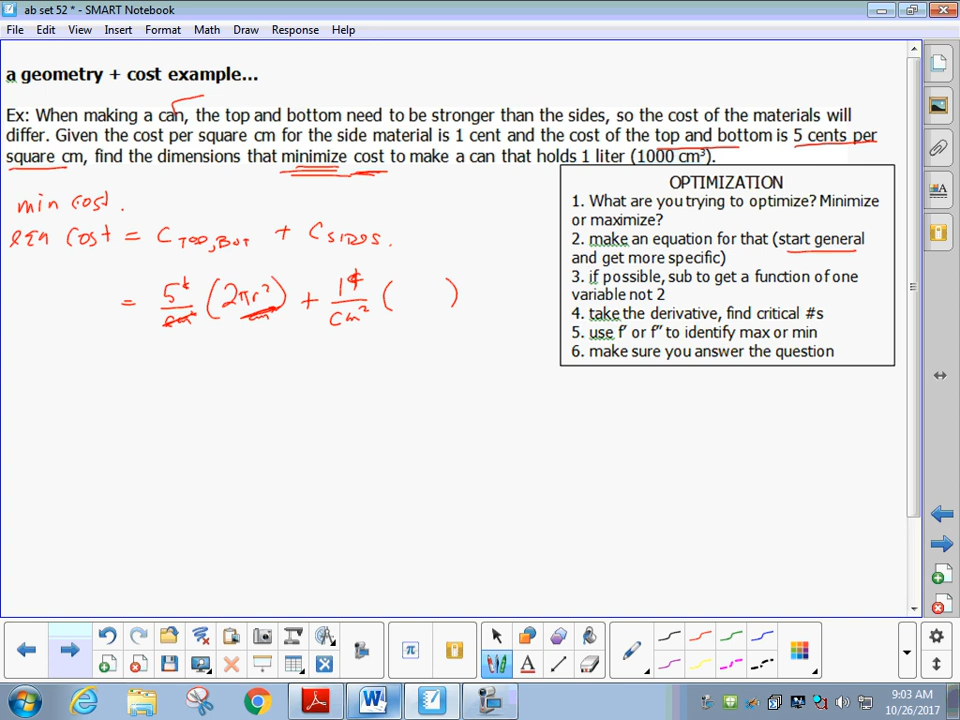 ab set 52 * - SMART Notebook
File Edit View Insert Format Math Draw Response Help
a geometry + cost example...
Ex: When making a can, the top and bottom need to be stronger than the sides, so the cost of the materials will
differ. Given the cost per square cm for the side material is 1 cent and the cost of the top and bottom is 5 cents per
square cm, find the dimensions that minimize cost to make a can that holds 1 liter (1000 cm³).
min cost.
eqn cost = C TOP,BOT + C SIDES.
= 5¢/cm² (2πr²) + 1¢/cm² ( )
OPTIMIZATION
1. What are you trying to optimize? Minimize
or maximize?
2. make an equation for that (start general
and get more specific)
3. if possible, sub to get a function of one
variable not 2
4. take the derivative, find critical #s
5. use f′ or f″ to identify max or min
6. make sure you answer the question
9:03 AM
10/26/2017